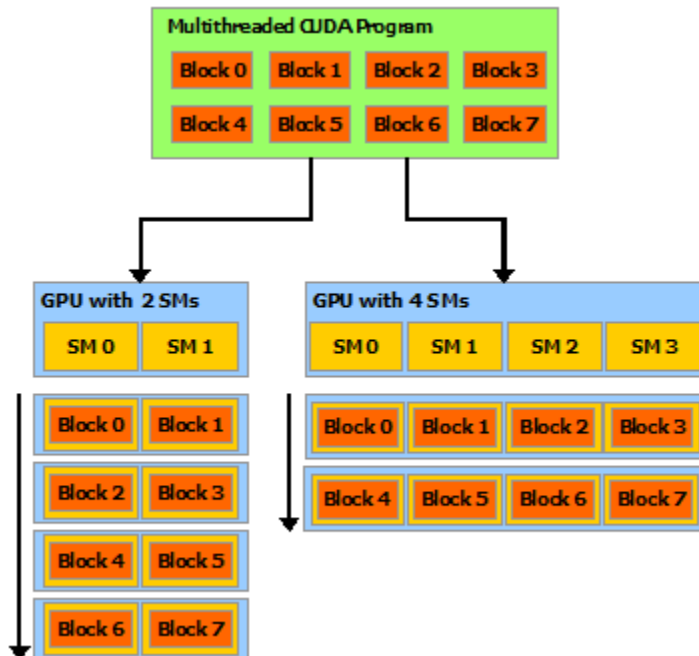 Multithreaded CUDA Program
Block 0 Block 1 Block 2 Block 3
Block 4 Block 5 Block 6 Block 7
GPU with 2 SMs
SM 0 SM 1
Block 0 Block 1
Block 2 Block 3
Block 4 Block 5
Block 6 Block 7
GPU with 4 SMs
SM 0 SM 1 SM 2 SM 3
Block 0 Block 1 Block 2 Block 3
Block 4 Block 5 Block 6 Block 7